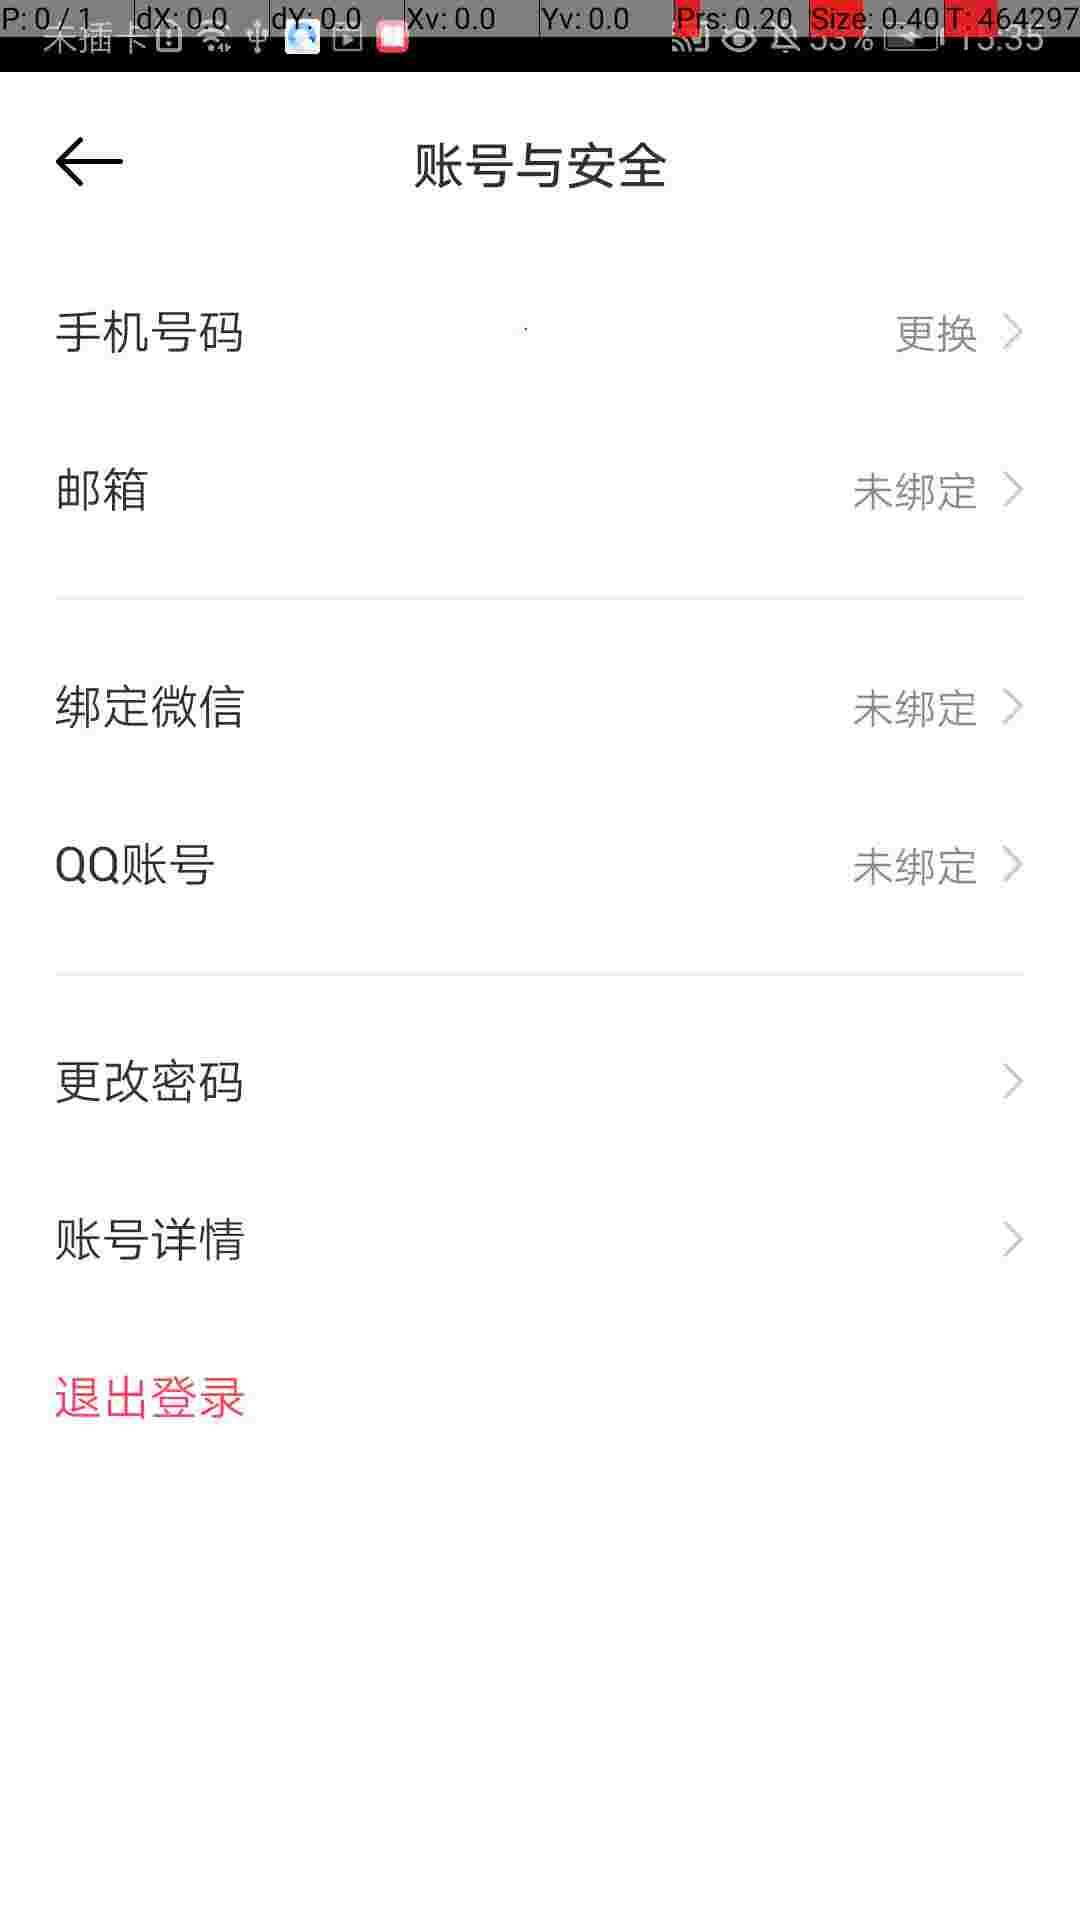 P: 0 / 1 dX: 0.0 dY: 0.0 Xv: 0.0 Yv: 0.0 Prs: 0.20 Size: 0.40 T: 464297
未插卡 53% 15:35
账号与安全
手机号码 更换
邮箱 未绑定
绑定微信 未绑定
QQ账号 未绑定
更改密码
账号详情
退出登录